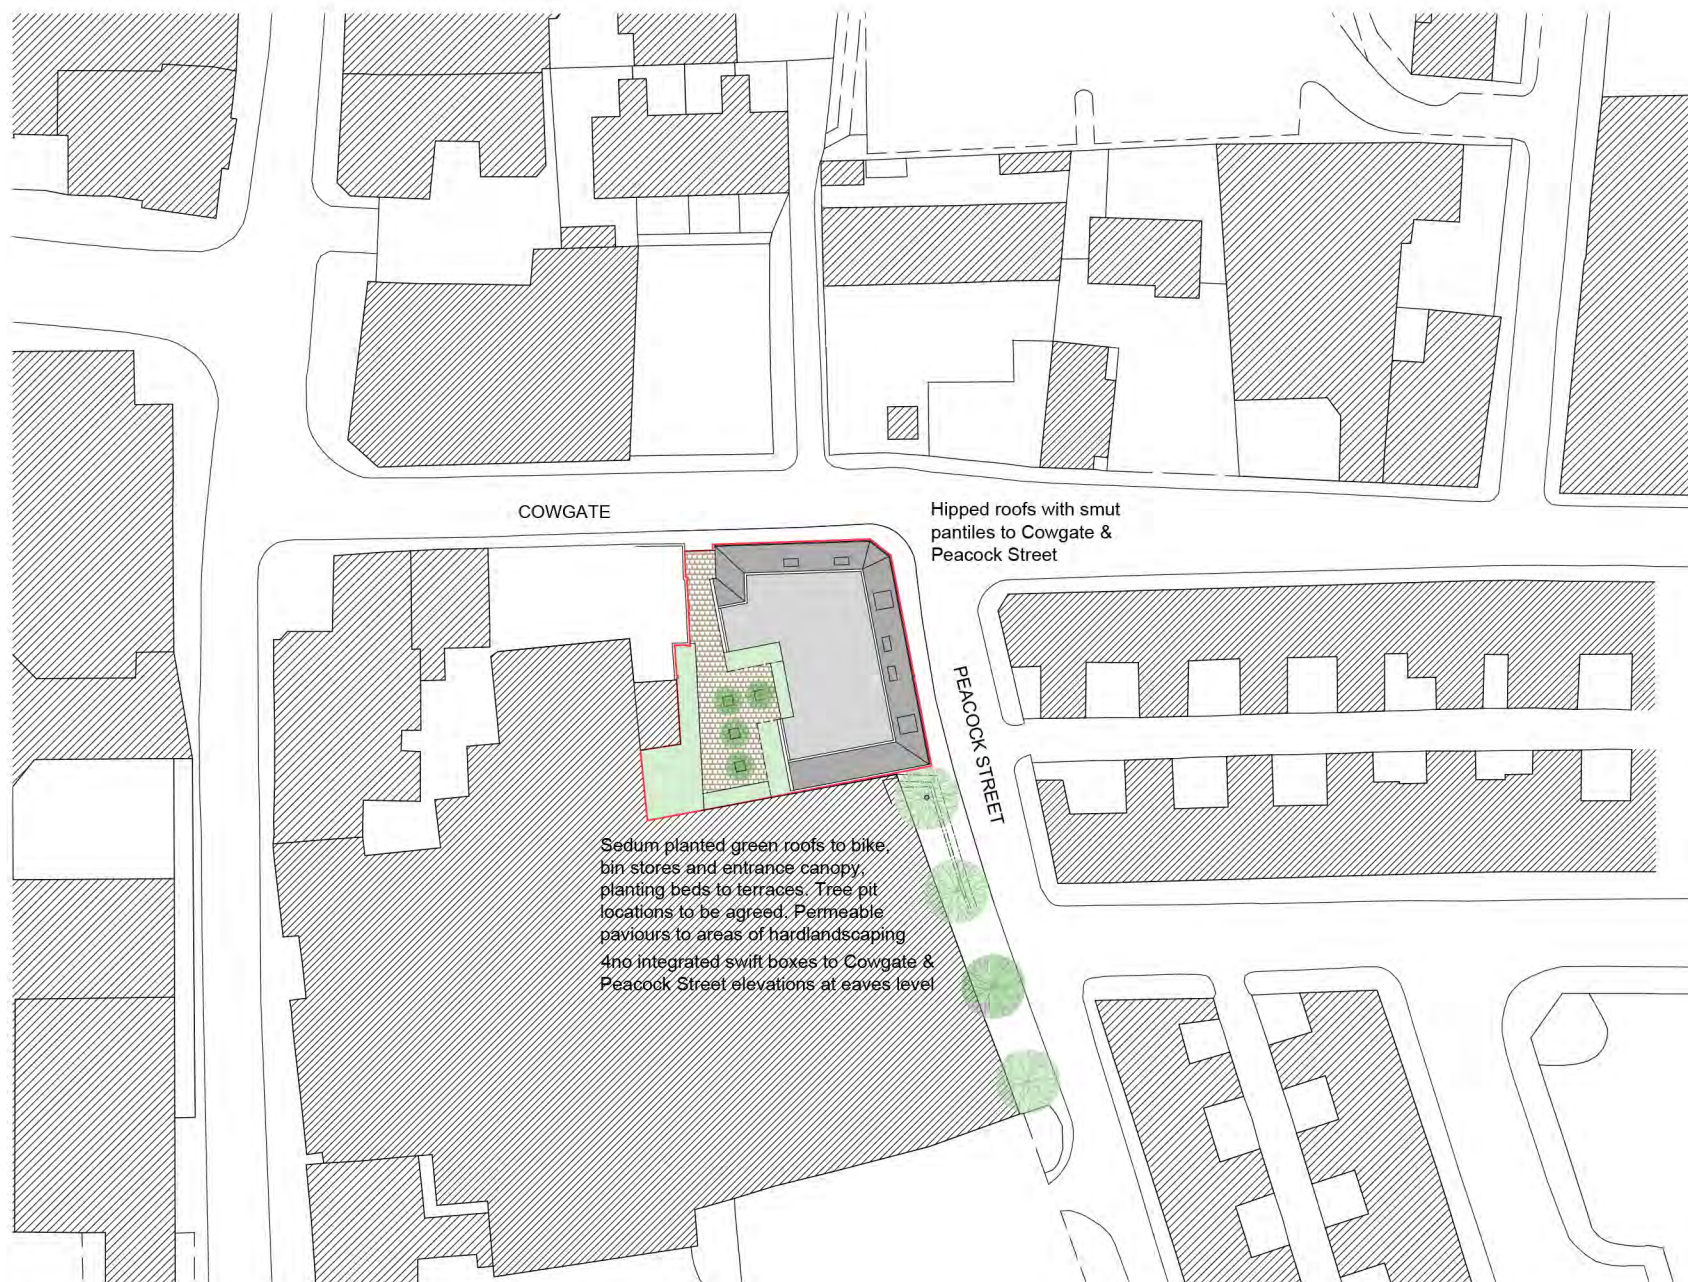 COWGATE
Hipped roofs with smut
pantiles to Cowgate &
Peacock Street
PEACOCK STREET
Sedum planted green roofs to bike,
bin stores and entrance canopy,
planting beds to terraces. Tree pit
locations to be agreed. Permeable
paviours to areas of hardlandscaping
4no integrated swift boxes to Cowgate &
Peacock Street elevations at eaves level